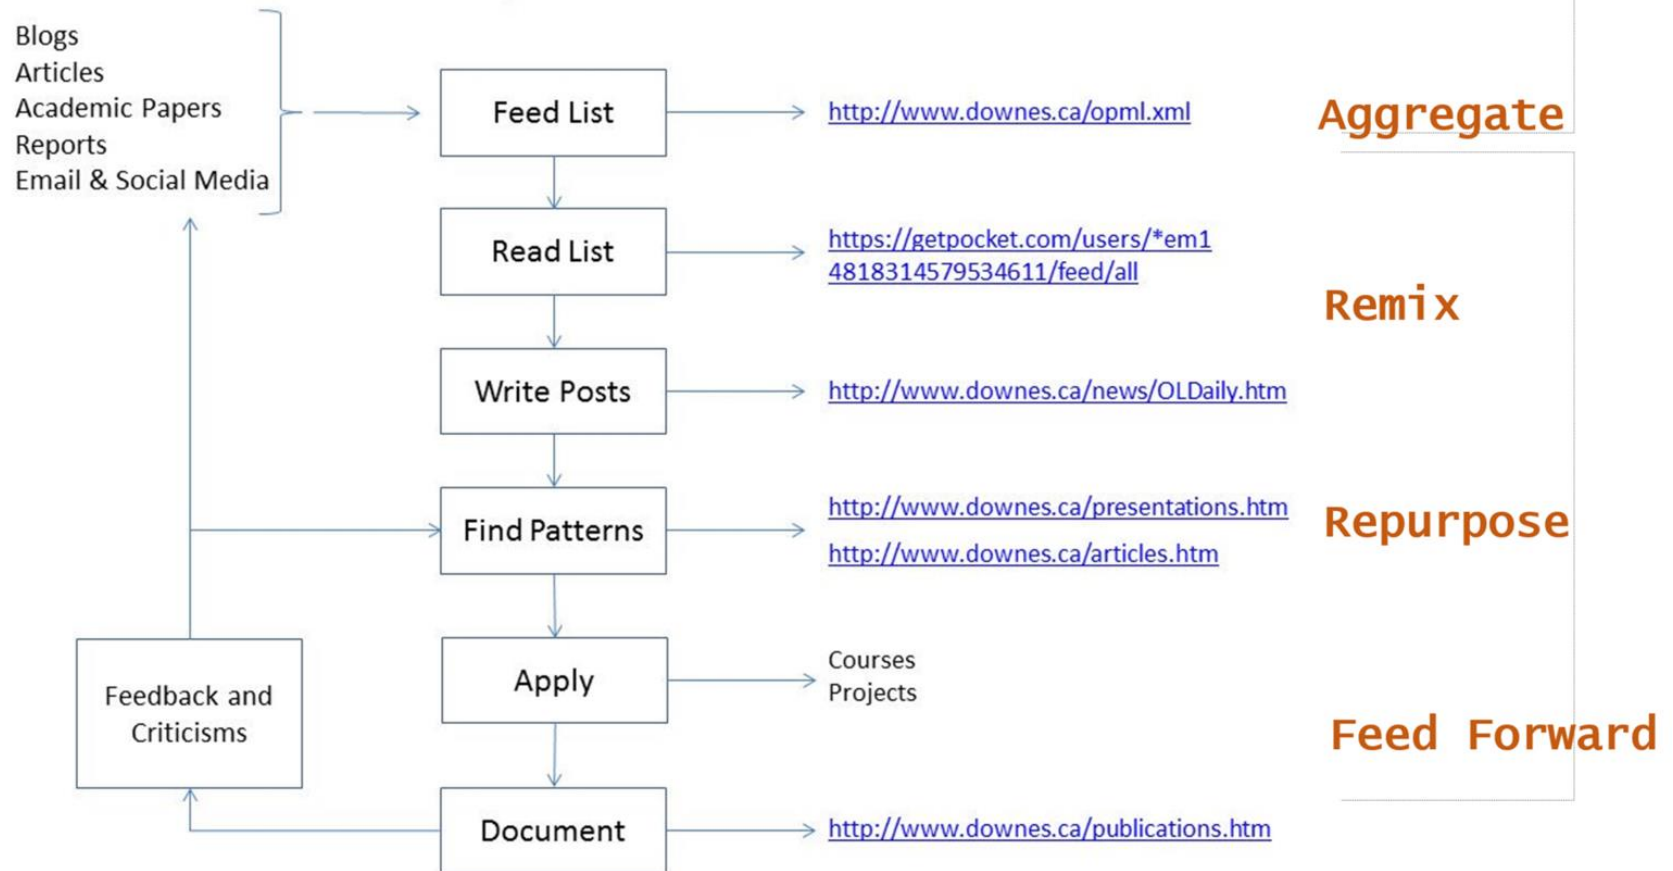 Blogs
Articles
Academic Papers
Reports
Email & Social Media
Feed List
http://www.downes.ca/opml.xml
Aggregate
Read List
https://getpocket.com/users/*em1
4818314579534611/feed/all
Remix
Write Posts
http://www.downes.ca/news/OLDaily.htm
Find Patterns
http://www.downes.ca/presentations.htm
http://www.downes.ca/articles.htm
Repurpose
Feedback and
Criticisms
Apply
Courses
Projects
Feed Forward
Document
http://www.downes.ca/publications.htm